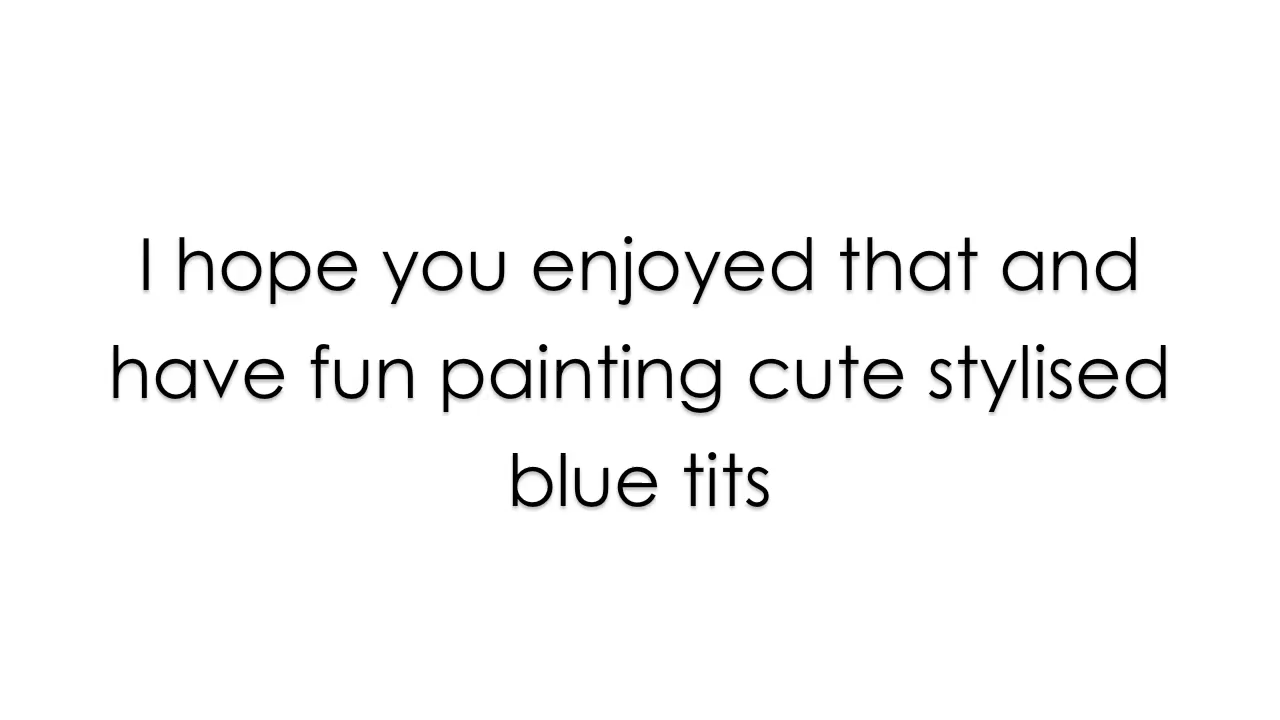 I hope you enjoyed that and
have fun painting cute stylised
blue tits